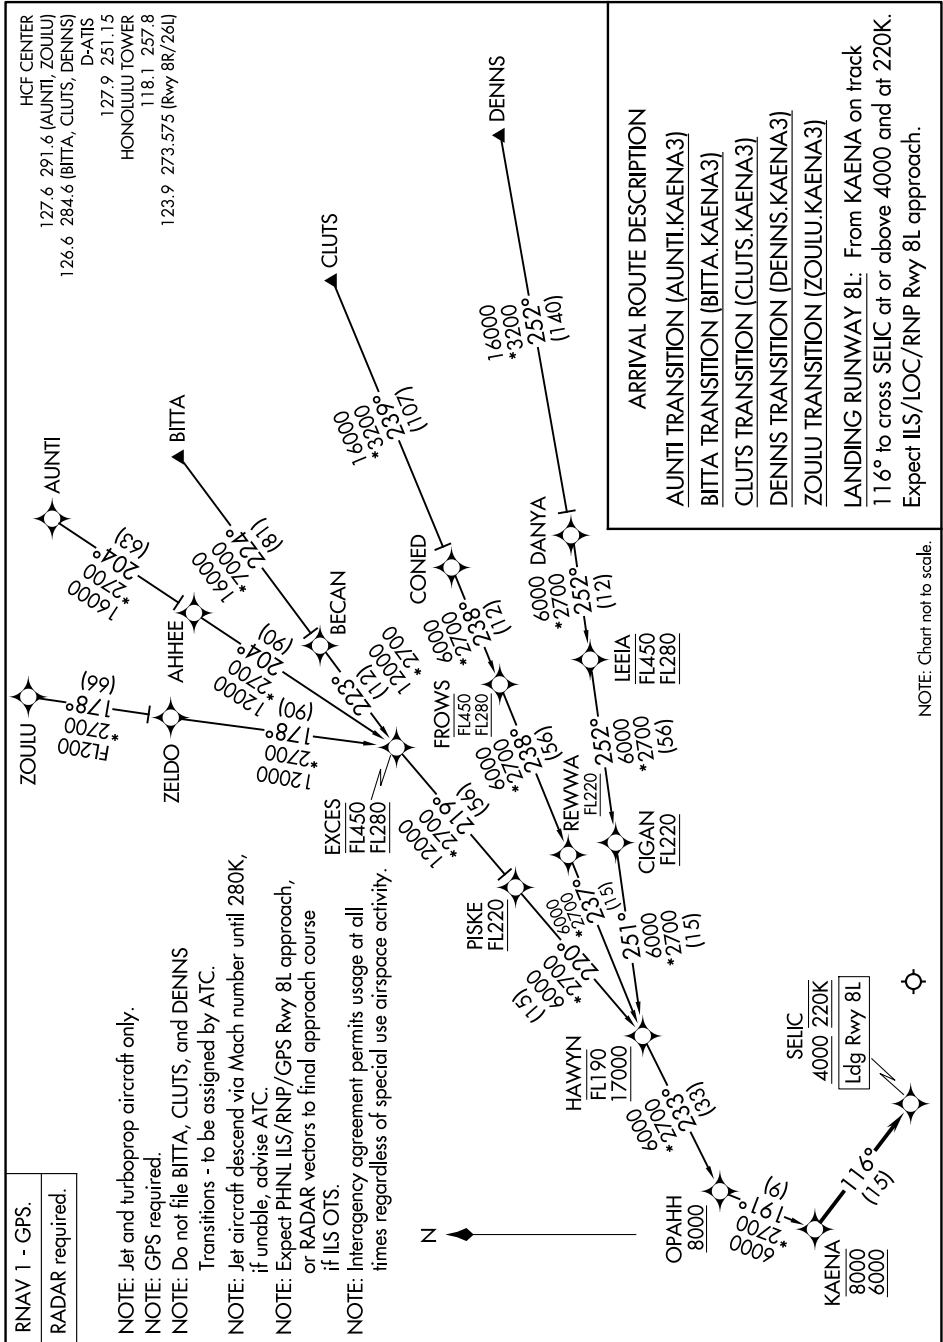 RNAV 1 - GPS.
RADAR required.
HCF CENTER
127.6 291.6 (AUNTI, ZOULU)
126.6 284.6 (BITTA, CLUTS, DENNS)
D-ATIS
127.9 251.15
HONOLULU TOWER
118.1 257.8
123.9 273.575 (Rwy 8R/26L)
NOTE: Jet and turboprop aircraft only.
NOTE: GPS required.
NOTE: Do not file BITTA, CLUTS, and DENNS
Transitions - to be assigned by ATC.
NOTE: Jet aircraft descend via Mach number until 280K,
if unable, advise ATC.
NOTE: Expect PHNL ILS/RNP/GPS Rwy 8L approach,
or RADAR vectors to final approach course
if ILS OTS.
NOTE: Interagency agreement permits usage at all
times regardless of special use airspace activity.
ZOULU
FL200
*2700
178°
(66)
ZELDO
12000
*2700
178°
(90)
AUNTI
16000
*2700
204°
(63)
AHHEE
12000
*2700
204°
(90)
BITTA
16000
*7000
224°
(81)
BECAN
223°
(12)
12000
*2700
EXCES
FL450
FL280
12000
*2700
219°
(56)
PISKE
FL220
(15)
6000
*2700
220°
CLUTS
16000
*3200
239°
(107)
CONED
6000
*2700
238°
(12)
FROWS
FL450
FL280
6000
*2700
238°
(56)
REWWA
FL220
6000
*2700
237°
(15)
DENNS
16000
*3200
252°
(140)
DANYA
6000
*2700
252°
(12)
LEEIA
FL450
FL280
252°
6000
*2700
(56)
CIGAN
FL220
251°
6000
*2700
(15)
HAWYN
FL190
17000
6000
*2700
233°
(33)
OPAHH
8000
6000
*2700
191°
(9)
KAENA
8000
6000
116°
(15)
SELIC
4000 220K
Ldg Rwy 8L
N
ARRIVAL ROUTE DESCRIPTION
AUNTI TRANSITION (AUNTI.KAENA3)
BITTA TRANSITION (BITTA.KAENA3)
CLUTS TRANSITION (CLUTS.KAENA3)
DENNS TRANSITION (DENNS.KAENA3)
ZOULU TRANSITION (ZOULU.KAENA3)
LANDING RUNWAY 8L: From KAENA on track
116° to cross SELIC at or above 4000 and at 220K.
Expect ILS/LOC/RNP Rwy 8L approach.
NOTE: Chart not to scale.